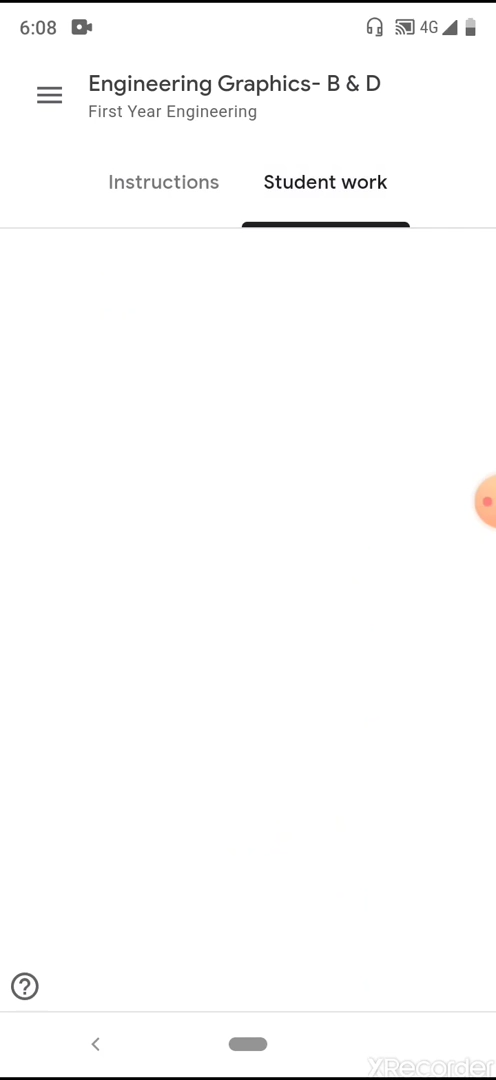 6:08 4G
Engineering Graphics- B & D
First Year Engineering
Instructions Student work
XRecorder